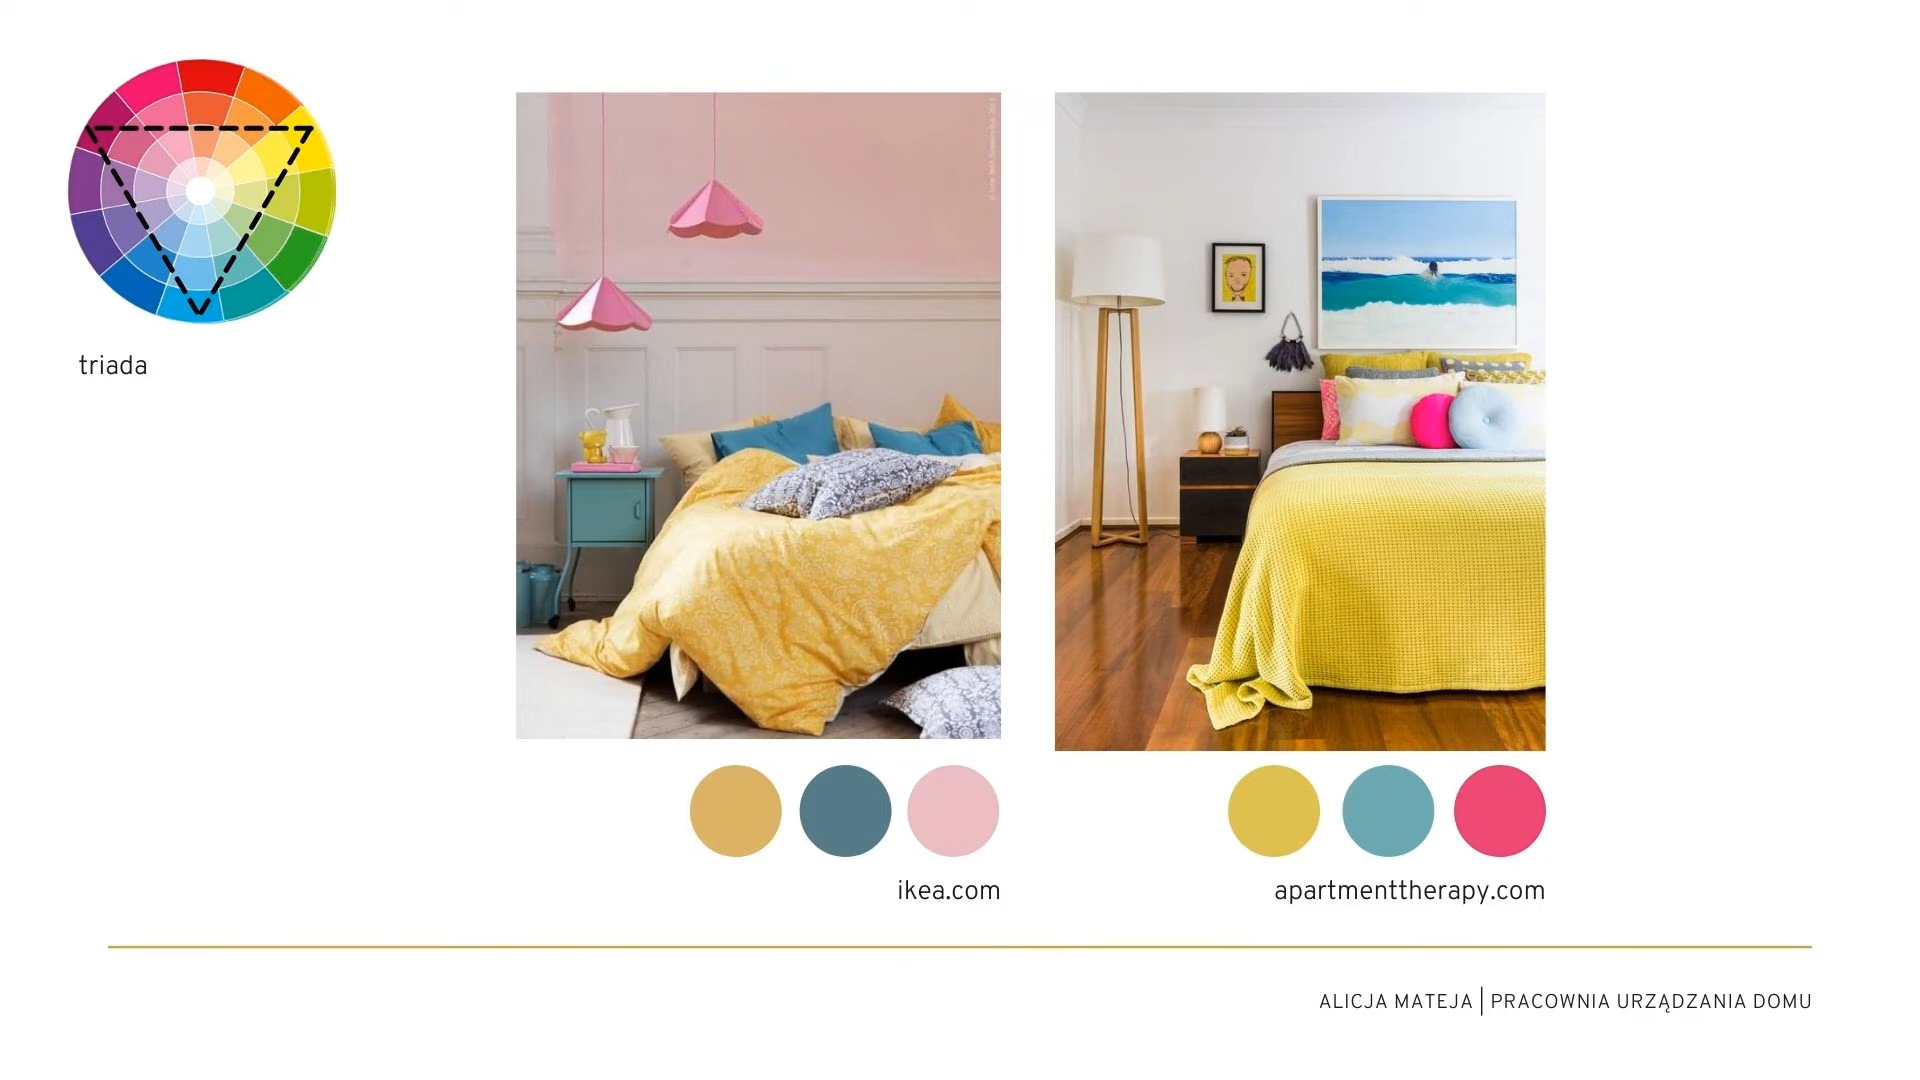 triada
ikea.com
apartmenttherapy.com
ALICJA MATEJA | PRACOWNIA URZĄDZANIA DOMU